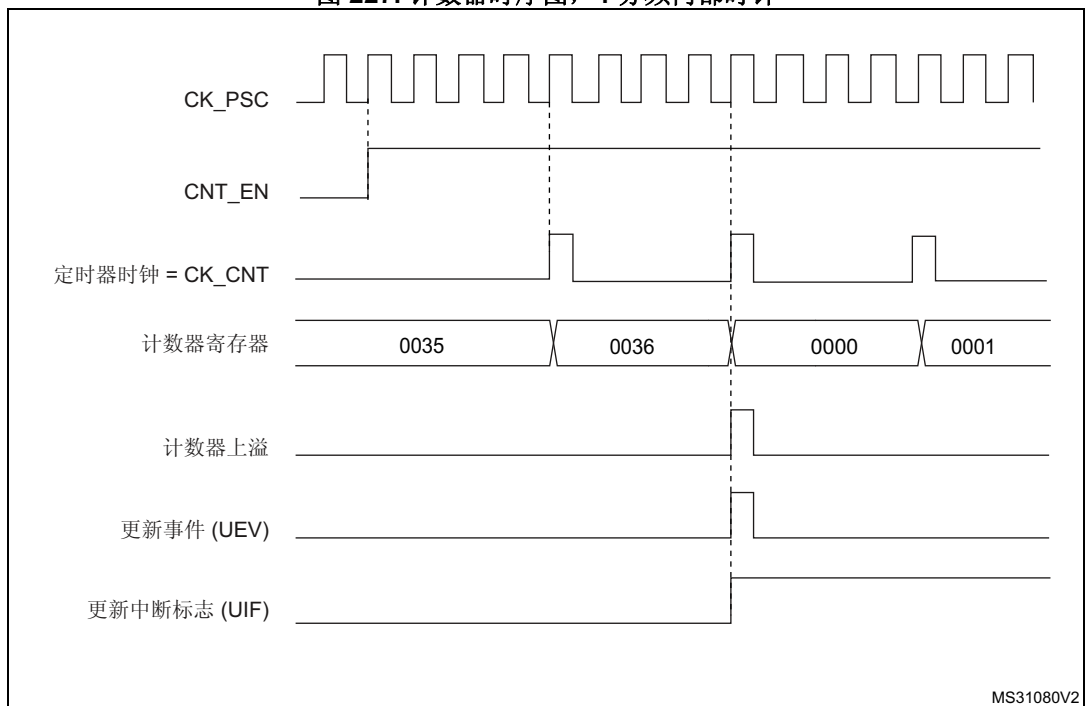 CK_PSC
CNT_EN
定时器时钟 = CK_CNT
计数器寄存器 0035 0036 0000 0001
计数器上溢
更新事件 (UEV)
更新中断标志 (UIF)
MS31080V2